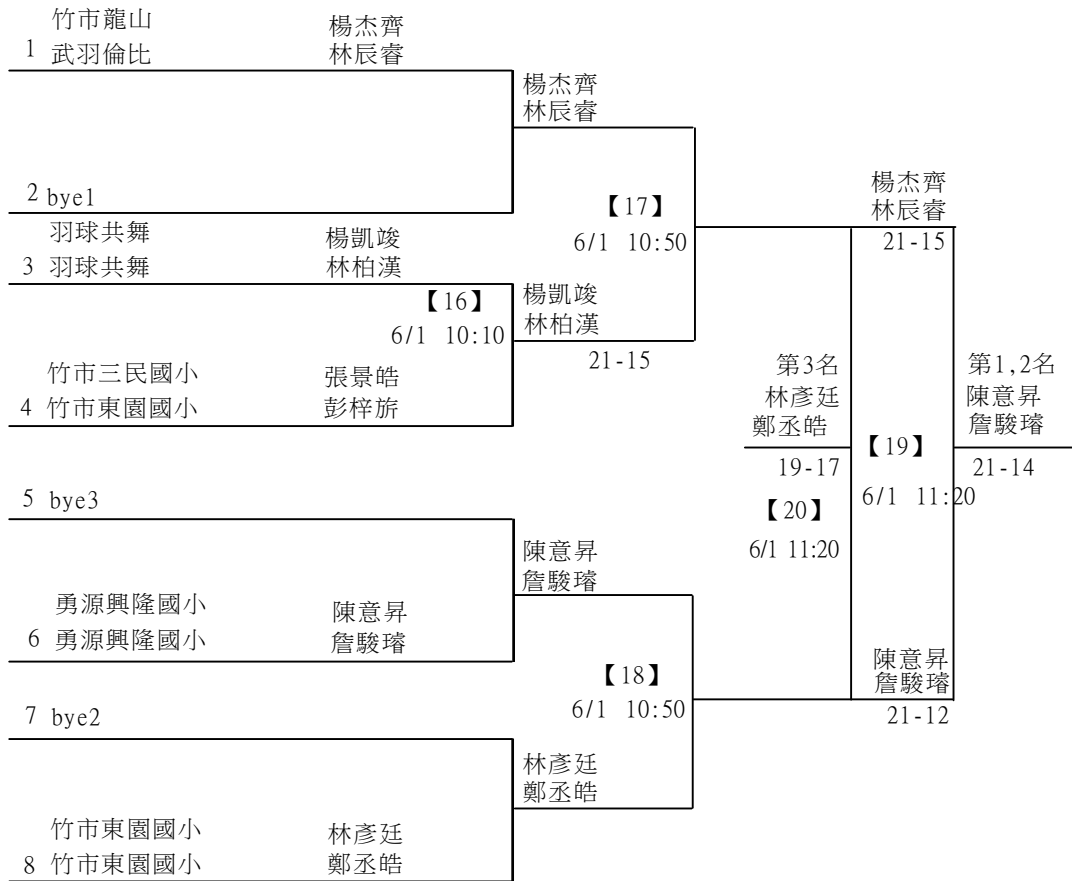 竹市龍山 楊杰齊
1 武羽倫比 林辰睿
楊杰齊
林辰睿
2 bye1
【17】
6/1 10:50
楊杰齊
林辰睿
21-15
羽球共舞 楊凱竣
3 羽球共舞 林柏漢
【16】
6/1 10:10
楊凱竣
林柏漢
21-15
竹市三民國小 張景皓
4 竹市東園國小 彭梓旂
第3名
林彥廷
鄭丞皓
19-17
【20】
6/1 11:20
【19】
6/1 11:20
第1,2名
陳意昇
詹駿璿
21-14
5 bye3
陳意昇
詹駿璿
勇源興隆國小 陳意昇
6 勇源興隆國小 詹駿璿
【18】
6/1 10:50
陳意昇
詹駿璿
21-12
7 bye2
林彥廷
鄭丞皓
竹市東園國小 林彥廷
8 竹市東園國小 鄭丞皓